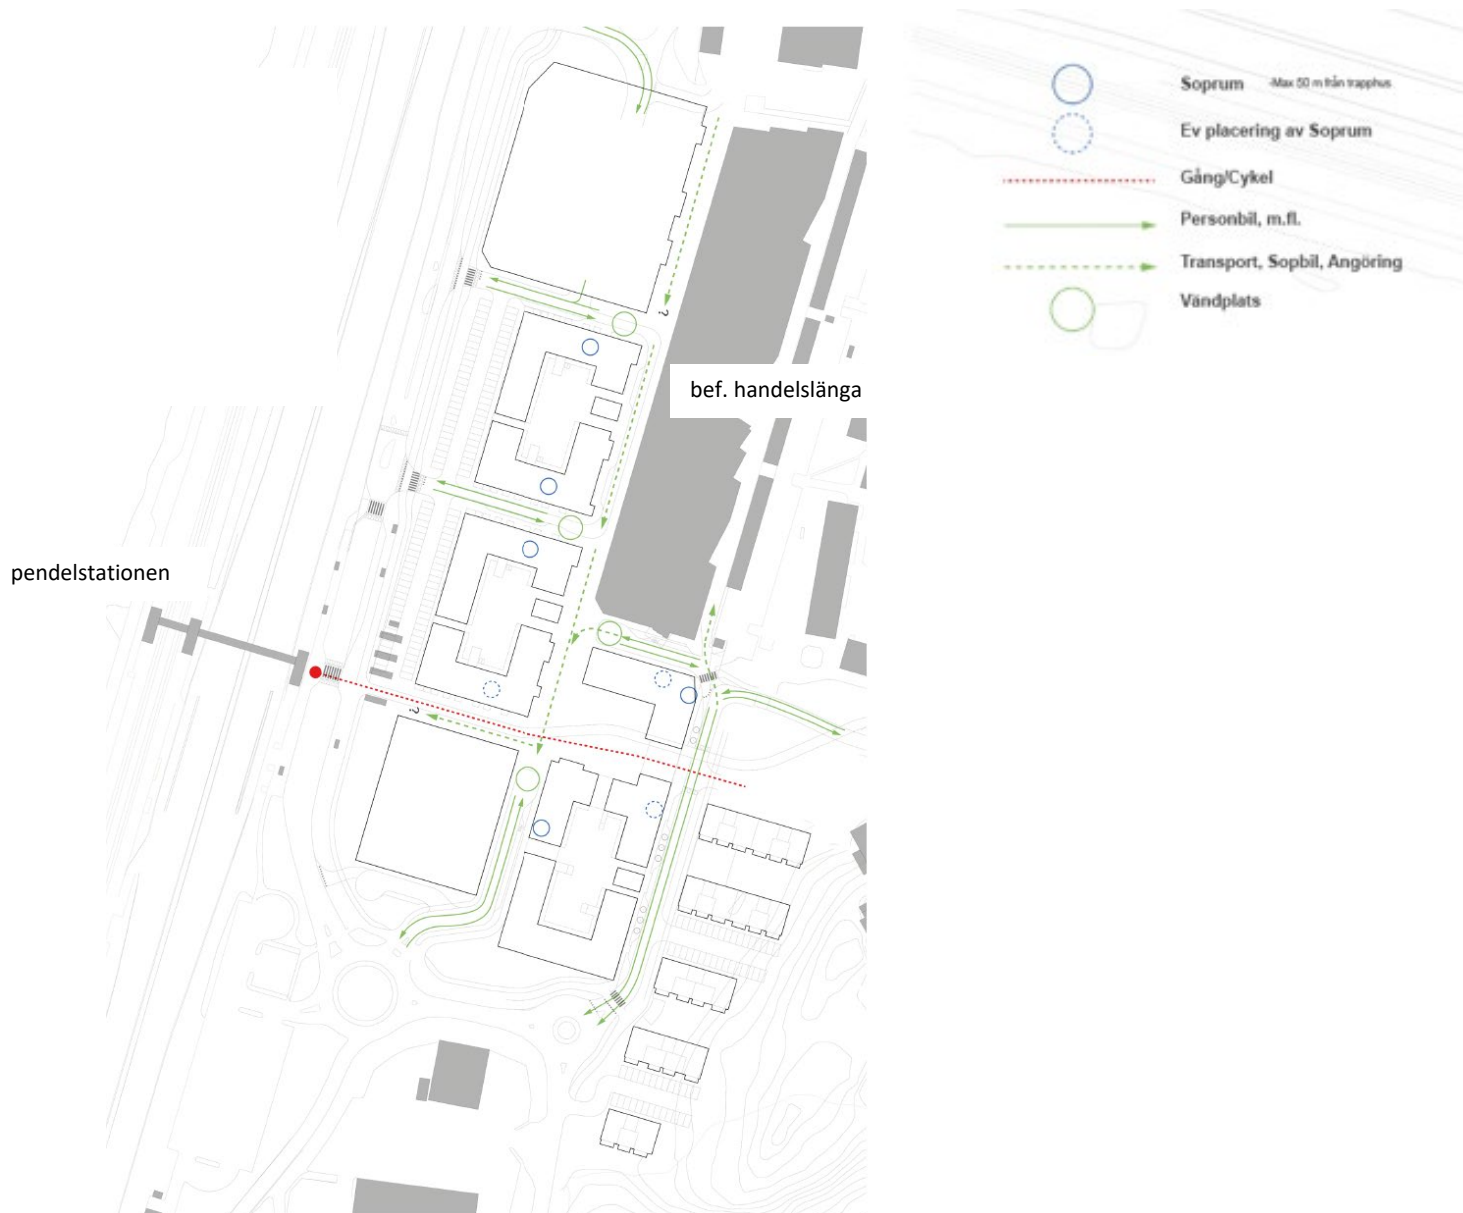 Soprum -Max 50 m från trapphus
Ev placering av Soprum
Gång/Cykel
Personbil, m.fl.
Transport, Sopbil, Angöring
Vändplats
?
bef. handelslänga
pendelstationen
?